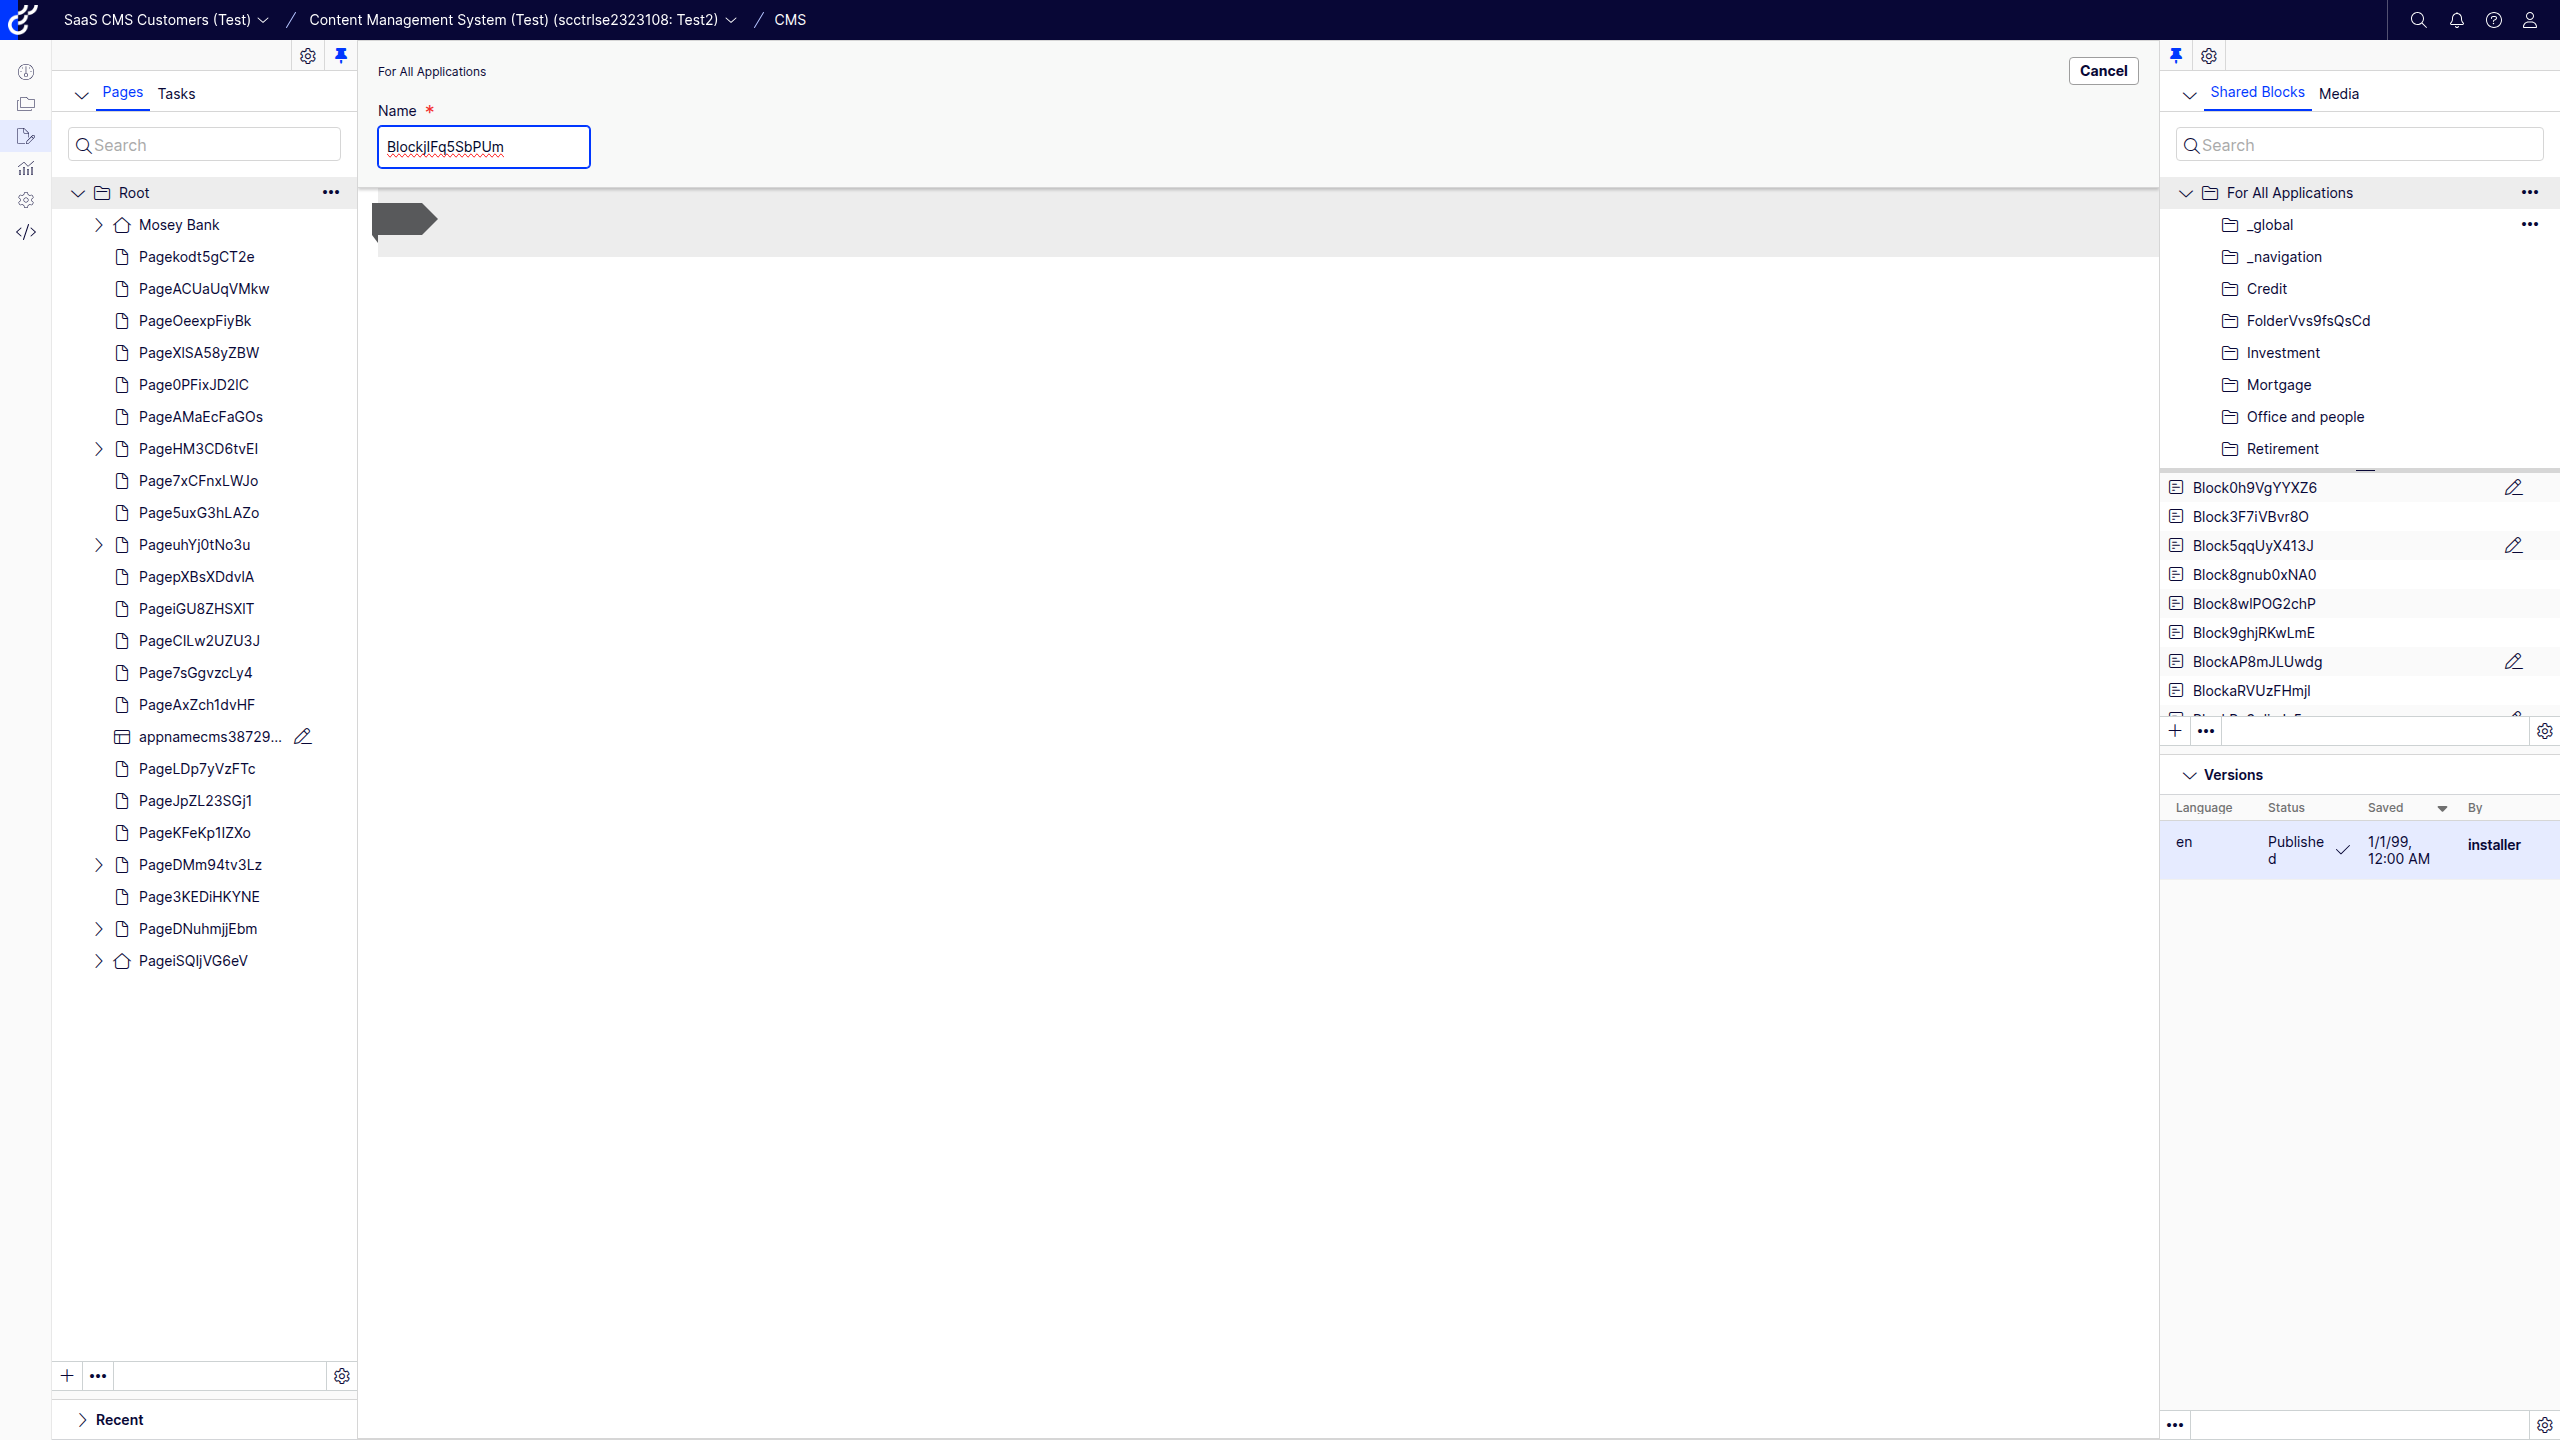 SaaS CMS Customers (Test) / Content Management System (Test) (scctrlse2323108: Test2) / CMS
Pages Tasks
Search
Root
Mosey Bank
Pagekodt5gCT2e
PageACUaUqVMkw
PageOeexpFiyBk
PageXlSA58yZBW
Page0PFixJD2lC
PageAMaEcFaGOs
PageHM3CD6tvEl
Page7xCFnxLWJo
Page5uxG3hLAZo
PageuhYj0tNo3u
PagepXBsXDdvlA
PageiGU8ZHSXlT
PageClLw2UZU3J
Page7sGgvzcLy4
PageAxZch1dvHF
appnamecms38729...
PageLDp7yVzFTc
PageJpZL23SGj1
PageKFeKp1lZXo
PageDMm94tv3Lz
Page3KEDiHKYNE
PageDNuhmjjEbm
PageiSQljVG6eV
Recent
For All Applications
Cancel
Name *
BlockjlFq5SbPUm
Shared Blocks Media
Search
For All Applications
_global
_navigation
Credit
FolderVvs9fsQsCd
Investment
Mortgage
Office and people
Retirement
Block0h9VgYYXZ6
Block3F7iVBvr8O
Block5qqUyX413J
Block8gnub0xNA0
Block8wlPOG2chP
Block9ghjRKwLmE
BlockAP8mJLUwdg
BlockaRVUzFHmjl
Versions
Language Status Saved By
en Publishe 1/1/99, installer
d 12:00 AM